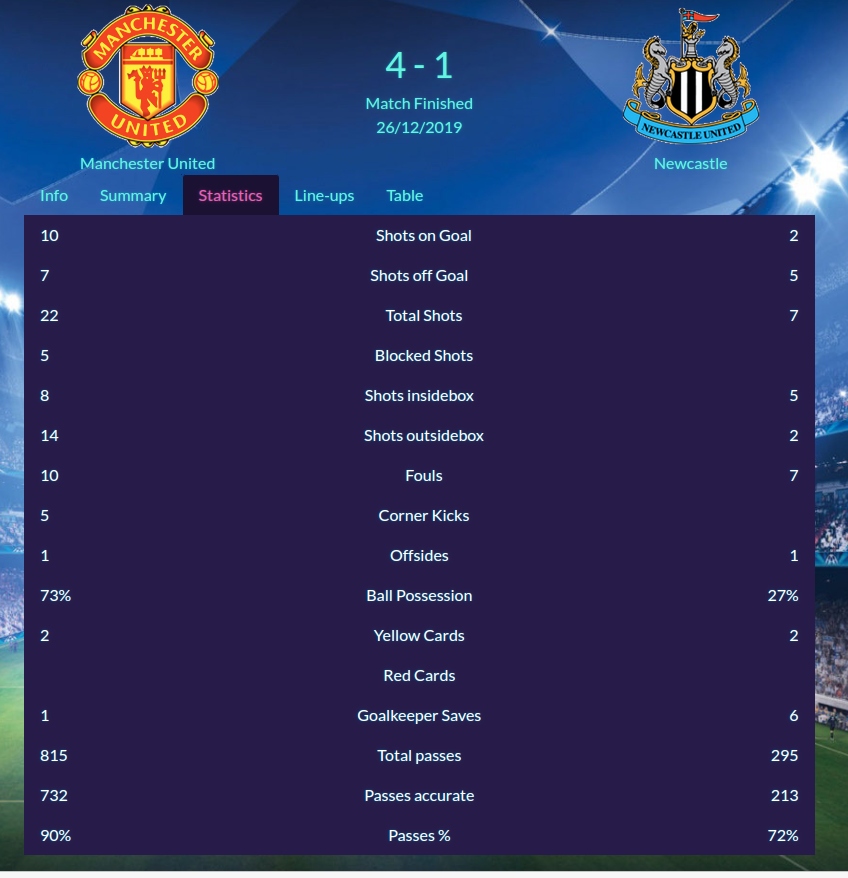 MANCHESTER
UNITED
4 - 1
Match Finished
26/12/2019
NEWCASTLE UNITED
Manchester United
Newcastle
Info Summary Statistics Line-ups Table
10 Shots on Goal 2
7 Shots off Goal 5
22 Total Shots 7
5 Blocked Shots
8 Shots insidebox 5
14 Shots outsidebox 2
10 Fouls 7
5 Corner Kicks
1 Offsides 1
73% Ball Possession 27%
2 Yellow Cards 2
Red Cards
1 Goalkeeper Saves 6
815 Total passes 295
732 Passes accurate 213
90% Passes % 72%